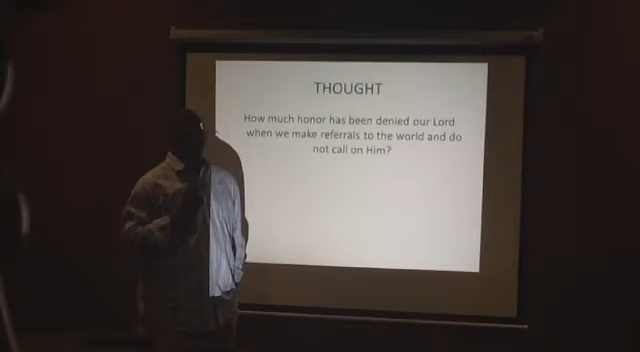 THOUGHT
How much honor has been denied our Lord
when we make referrals to the world and do
not call on Him?